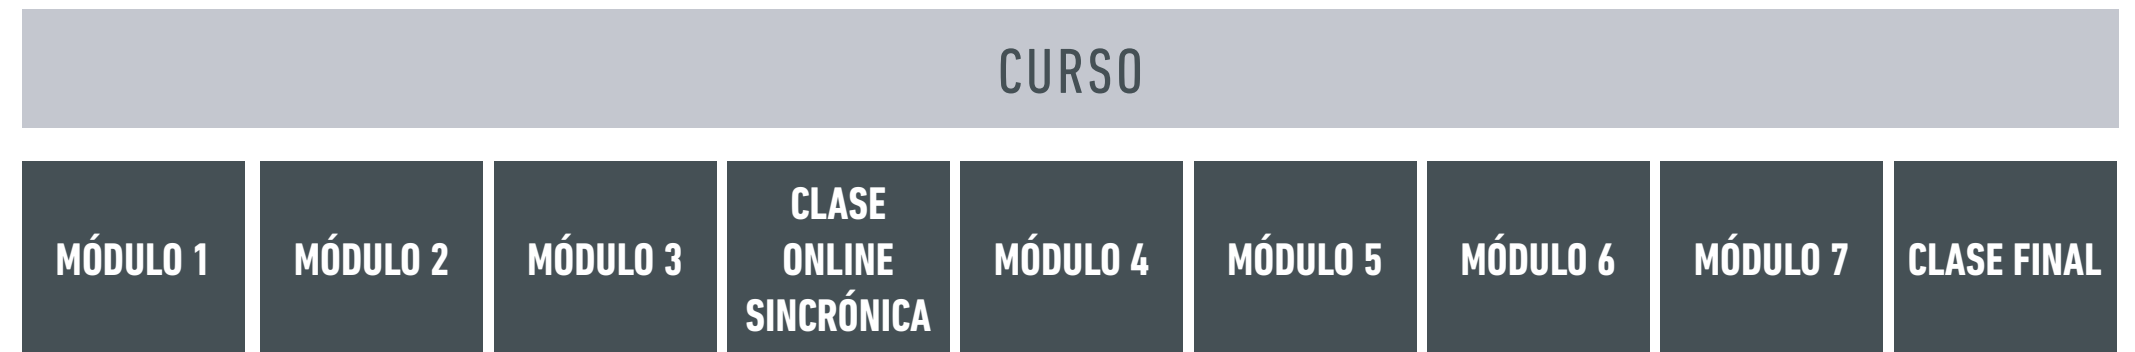 CURSO
MÓDULO 1
MÓDULO 2
MÓDULO 3
CLASE
ONLINE
SINCRÓNICA
MÓDULO 4
MÓDULO 5
MÓDULO 6
MÓDULO 7
CLASE FINAL